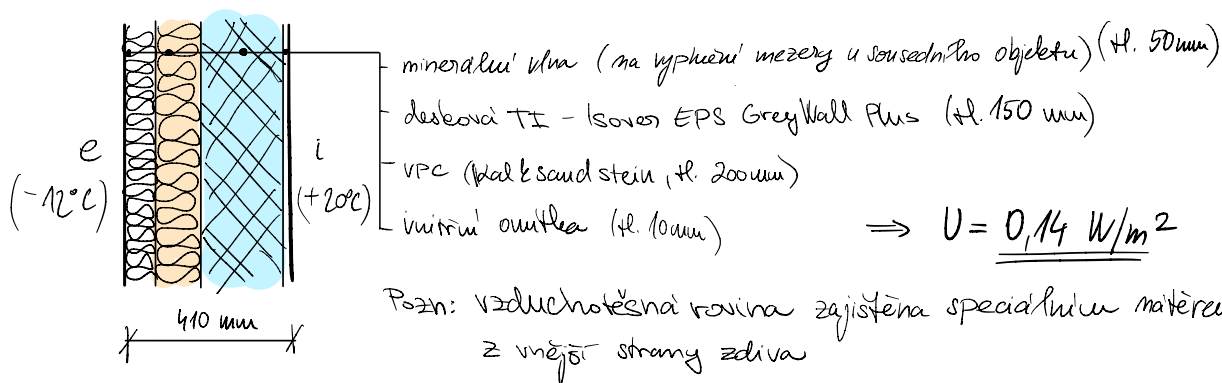 minerální vlna (na vyplnění mezery u sousedního objektu) (tl. 50mm)
desková TI - Isover EPS GreyWall Plus (tl. 150 mm)
e
i
VPC (Kalksandstein, tl. 200mm)
(-12°C)
(+20°C)
vnitřní omítka (tl. 10mm)
⇒ U = 0,14 W/m²
Pozn: vzduchotěsná rovina zajištěna speciálním nátěrem
410 mm
z vnější strany zdiva